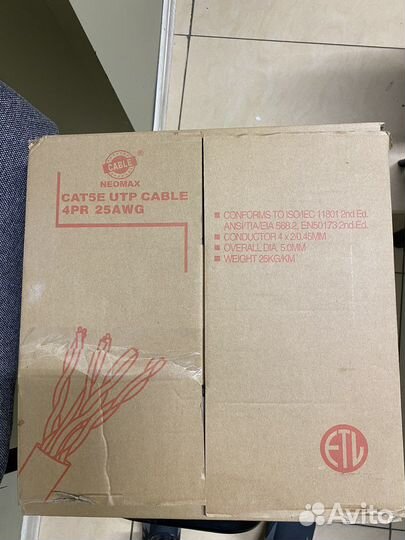 CABLE
NEOMAX
CAT5E UTP CABLE
4PR 25AWG
CONFORMS TO ISO/IEC 11801 2nd Ed.
ANSI/TIA/EIA 568.2, EN50173 2nd Ed.
CONDUCTOR 4 x 2/0.45MM
OVERALL DIA 5.0MM
WEIGHT 26KG/KM
ETL
Avito